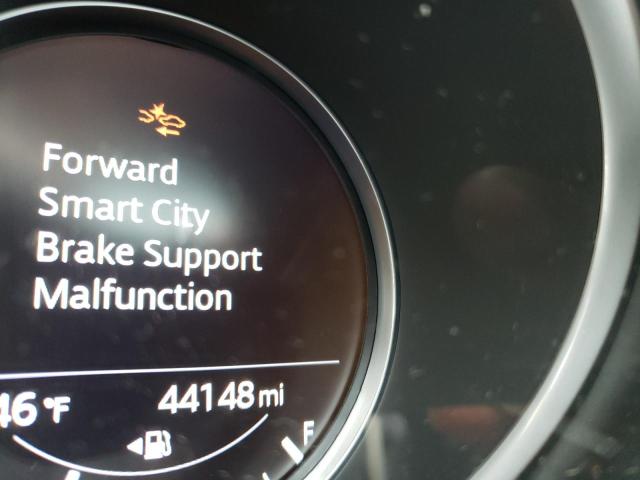 Forward
Smart City
Brake Support
Malfunction
46°F 44148 mi
F